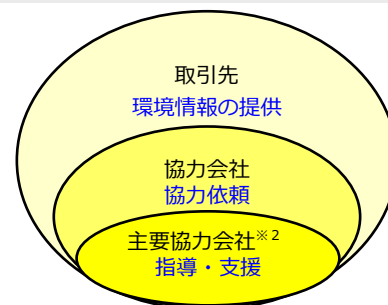 取引先
環境情報の提供
協力会社
協力依頼
主要協力会社※2
指導・支援